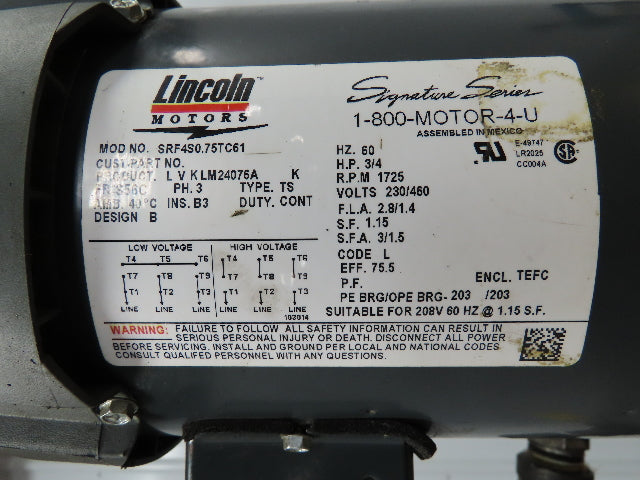 Lincoln
MOTORS
Signature Series
1-800-MOTOR-4-U
ASSEMBLED IN MEXICO
MOD NO. SRF4S0.75TC61
CUST.PART NO.
PRODUCT. L V K LM24075A K
FR. S56C PH. 3 TYPE. TS
AMB. 40°C INS. B3 DUTY. CONT
DESIGN B
HZ. 60
H.P. 3/4
R.P.M 1725
VOLTS 230/460
F.L.A. 2.8/1.4
S.F. 1.15
S.F.A. 3/1.5
CODE L
EFF. 75.5
P.F.
ENCL. TEFC
PE BRG/OPE BRG- 203 /203
SUITABLE FOR 208V 60 HZ @ 1.15 S.F.
E-49747
LR2025
CC004A
LOW VOLTAGE HIGH VOLTAGE
T4 T5 T6 T4 T5 T6
T7 T8 T9 T7 T8 T9
T1 T2 T3 T1 T2 T3
LINE LINE LINE LINE LINE LINE
WARNING: FAILURE TO FOLLOW ALL SAFETY INFORMATION CAN RESULT IN
SERIOUS PERSONAL INJURY OR DEATH. DISCONNECT ALL POWER
BEFORE SERVICING. INSTALL AND GROUND PER LOCAL AND NATIONAL CODES
CONSULT QUALIFED PERSONNEL WITH ANY QUESTIONS.